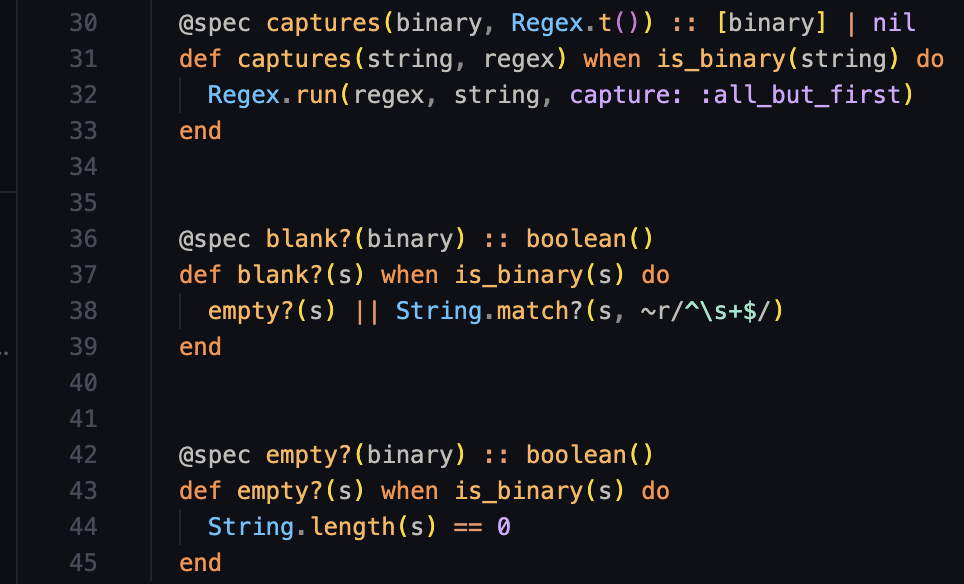 30 @spec captures(binary, Regex.t()) :: [binary] | nil
31 def captures(string, regex) when is_binary(string) do
32 Regex.run(regex, string, capture: :all_but_first)
33 end
34
35
36 @spec blank?(binary) :: boolean()
37 def blank?(s) when is_binary(s) do
38 empty?(s) || String.match?(s, ~r/^\s+$/)
39 end
40
41
42 @spec empty?(binary) :: boolean()
43 def empty?(s) when is_binary(s) do
44 String.length(s) == 0
45 end